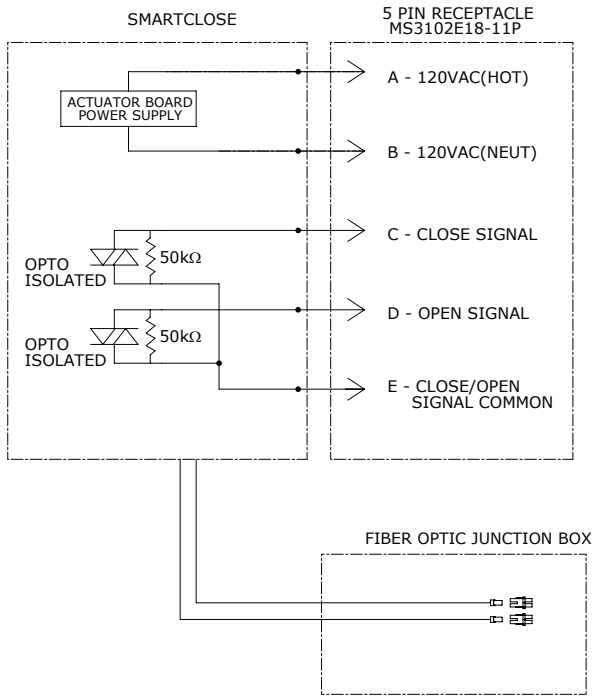 SMARTCLOSE
5 PIN RECEPTACLE
MS3102E18-11P
ACTUATOR BOARD
POWER SUPPLY
A - 120VAC(HOT)
B - 120VAC(NEUT)
C - CLOSE SIGNAL
50kΩ
OPTO
ISOLATED
D - OPEN SIGNAL
50kΩ
OPTO
ISOLATED
E - CLOSE/OPEN
SIGNAL COMMON
FIBER OPTIC JUNCTION BOX